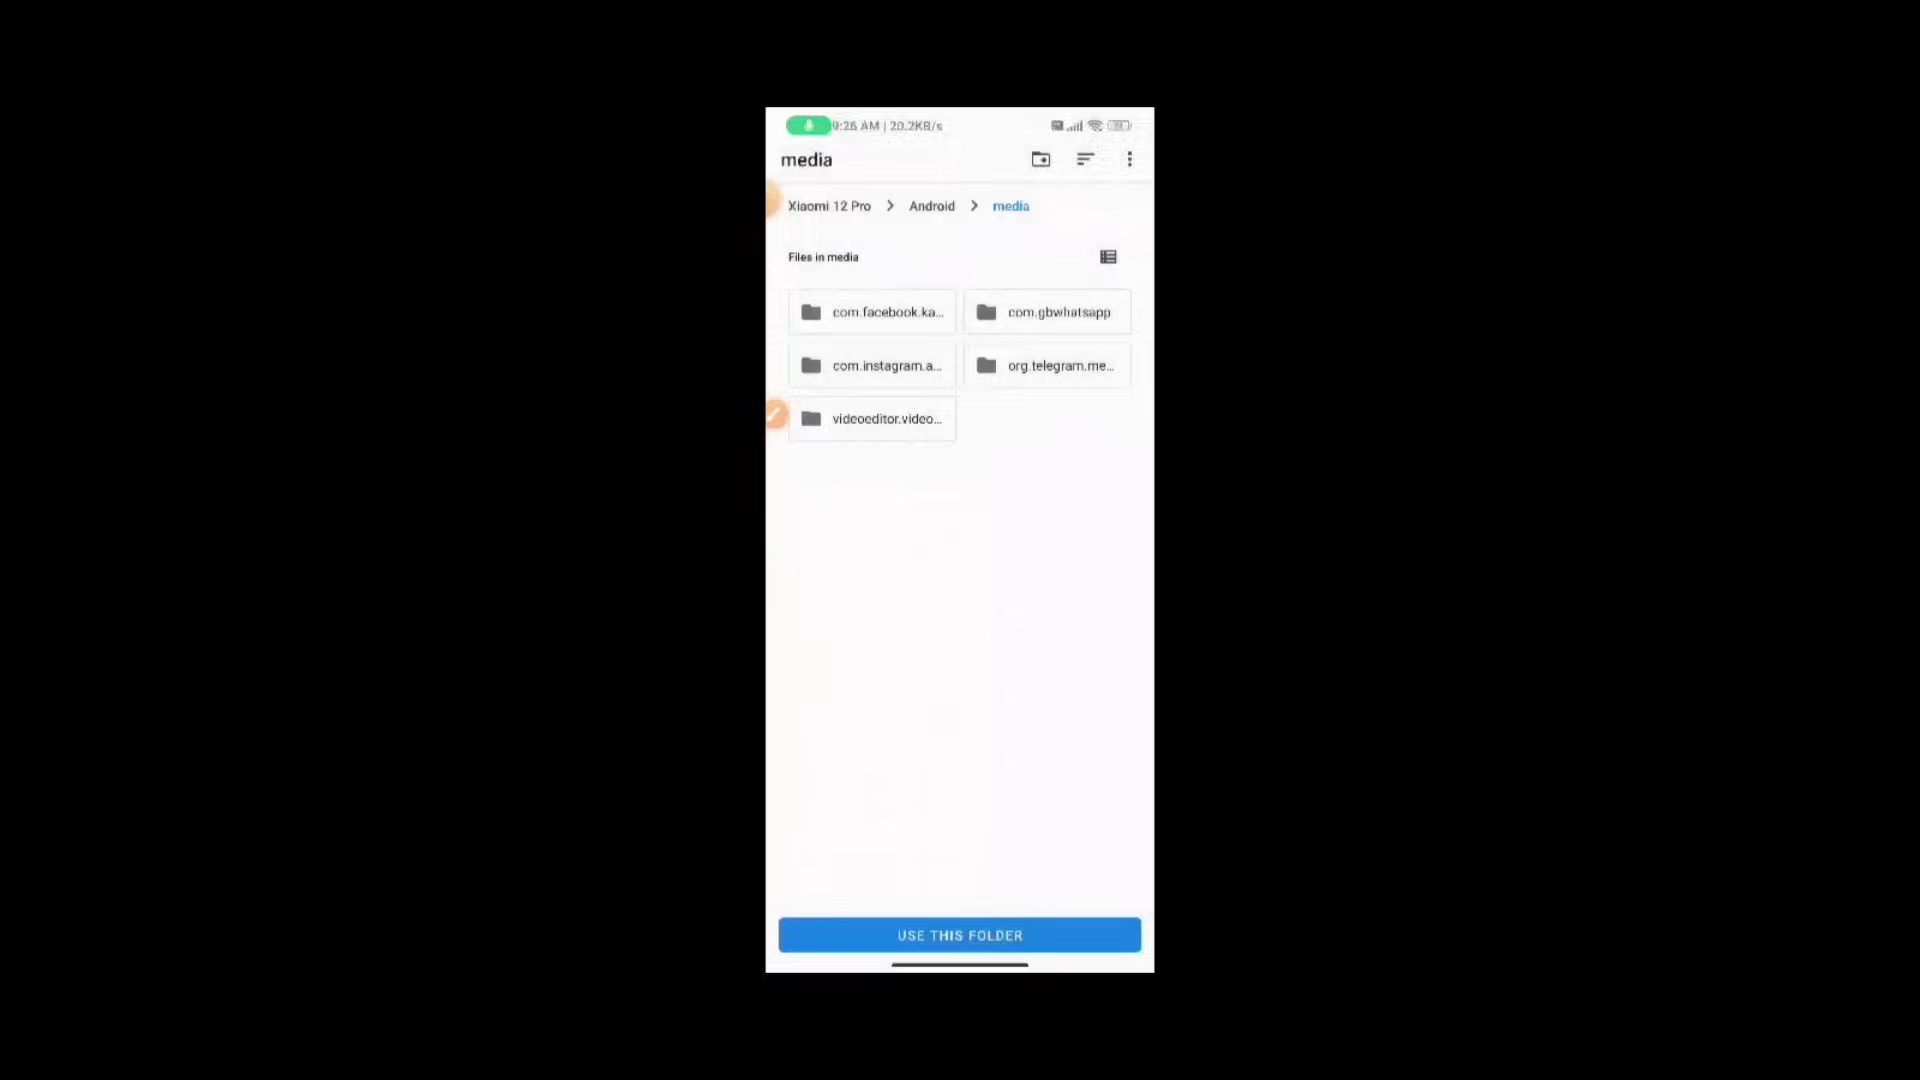 9:26 AM | 20.2KB/s
media
Xiaomi 12 Pro > Android > media
Files in media
com.facebook.ka...
com.gbwhatsapp
com.instagram.a...
org.telegram.me...
videoeditor.video...
USE THIS FOLDER